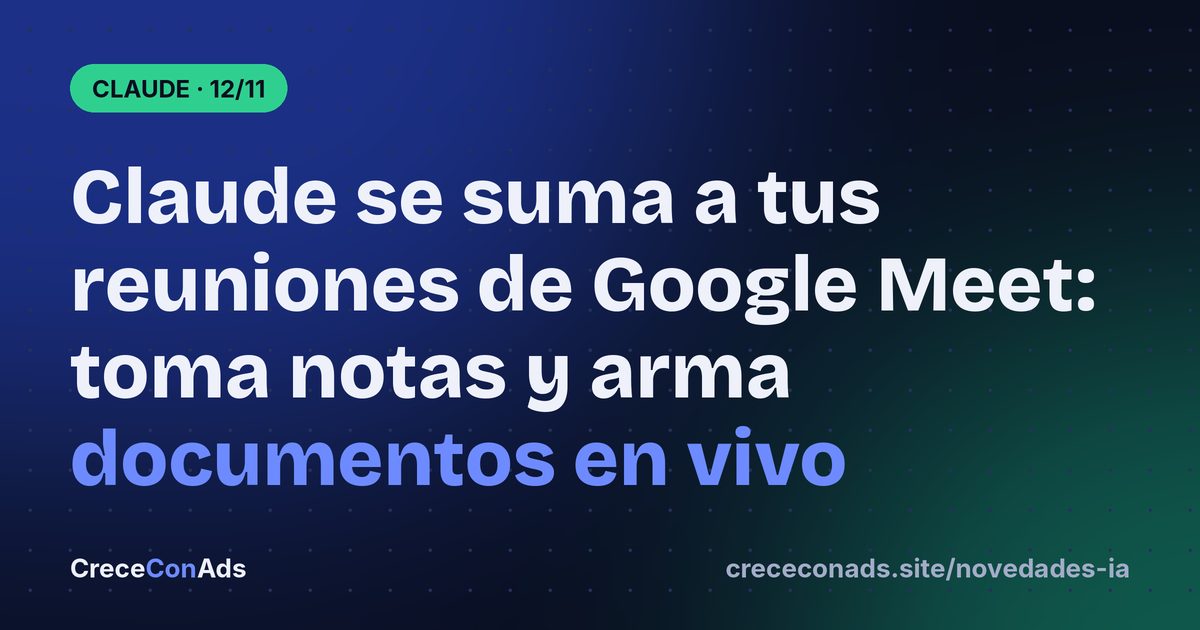 CLAUDE · 12/11
Claude se suma a tus
reuniones de Google Meet:
toma notas y arma
documentos en vivo
CreceConAds
crececonads.site/novedades-ia